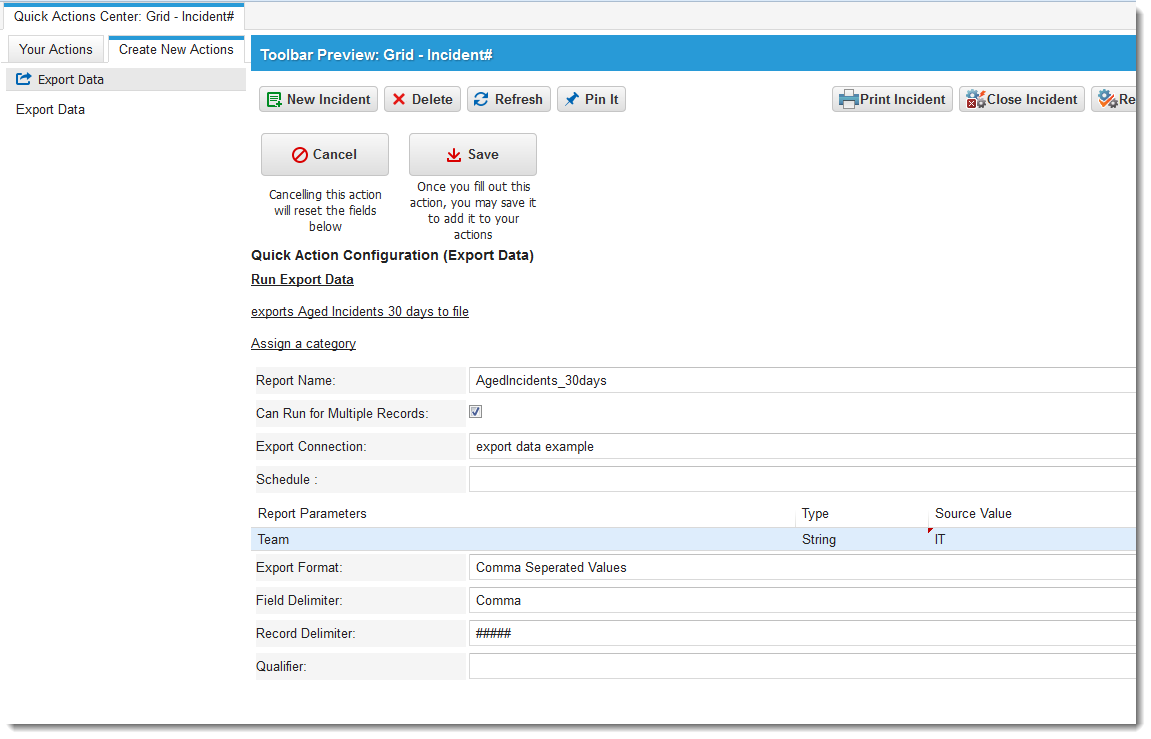 Quick Actions Center: Grid - Incident#
Your Actions Create New Actions
Export Data
Export Data
Toolbar Preview: Grid - Incident#
New Incident Delete Refresh Pin It Print Incident Close Incident Re
Cancel
Cancelling this action
will reset the fields
below
Save
Once you fill out this
action, you may save it
to add it to your
actions
Quick Action Configuration (Export Data)
Run Export Data
exports Aged Incidents 30 days to file
Assign a category
Report Name: AgedIncidents_30days
Can Run for Multiple Records:
Export Connection: export data example
Schedule :
Report Parameters Type Source Value
Team String IT
Export Format: Comma Seperated Values
Field Delimiter: Comma
Record Delimiter: #####
Qualifier: